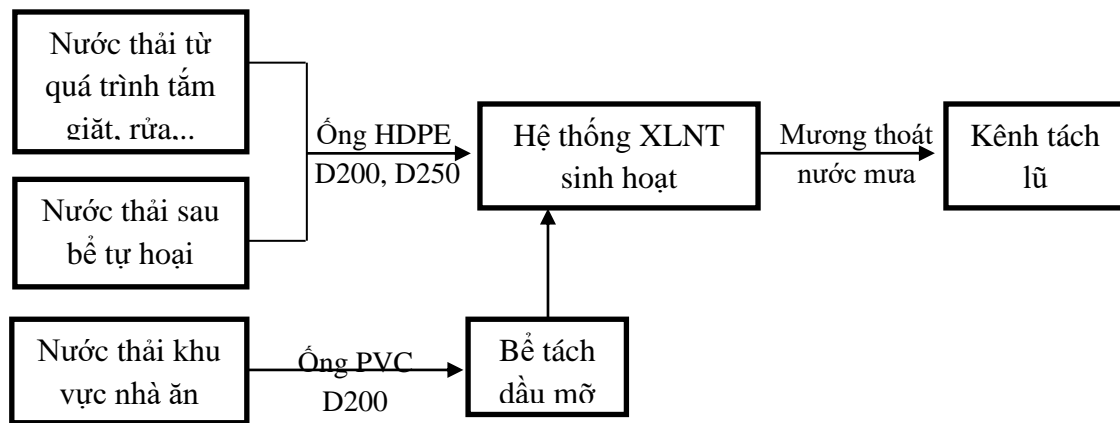 Nước thải từ
quá trình tắm
giặt, rửa,..
Ống HDPE
D200, D250
Hệ thống XLNT
sinh hoạt
Mương thoát
nước mưa
Kênh tách
lũ
Nước thải sau
bể tự hoại
Nước thải khu
vực nhà ăn
Ống PVC
D200
Bể tách
dầu mỡ